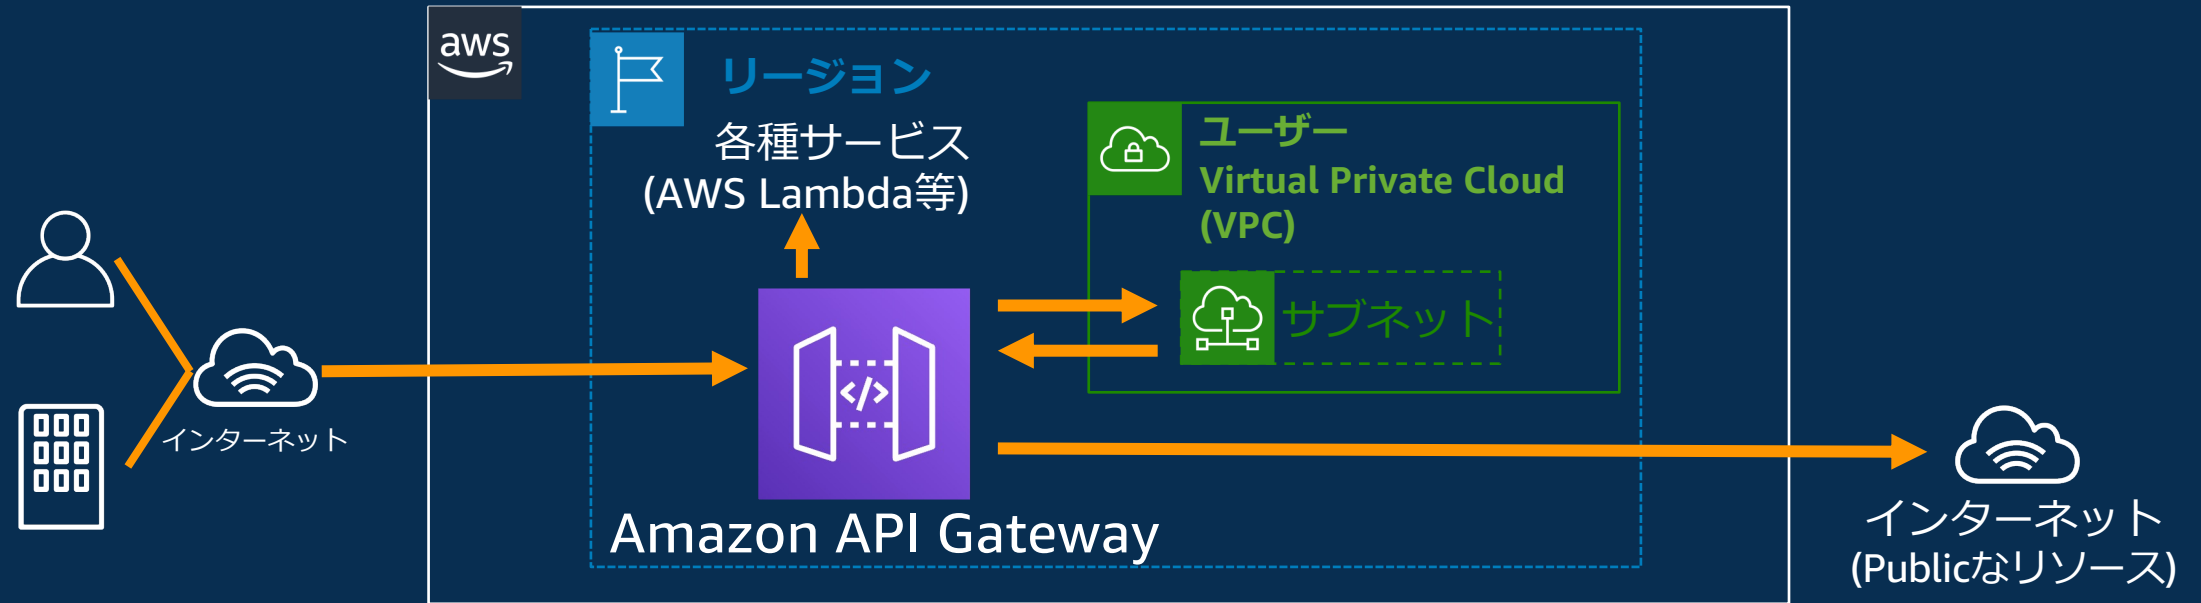 aws
リージョン
各種サービス
(AWS Lambda等)
ユーザー
Virtual Private Cloud
(VPC)
サブネット
</>
インターネット
Amazon API Gateway
インターネット
(Publicなリソース)